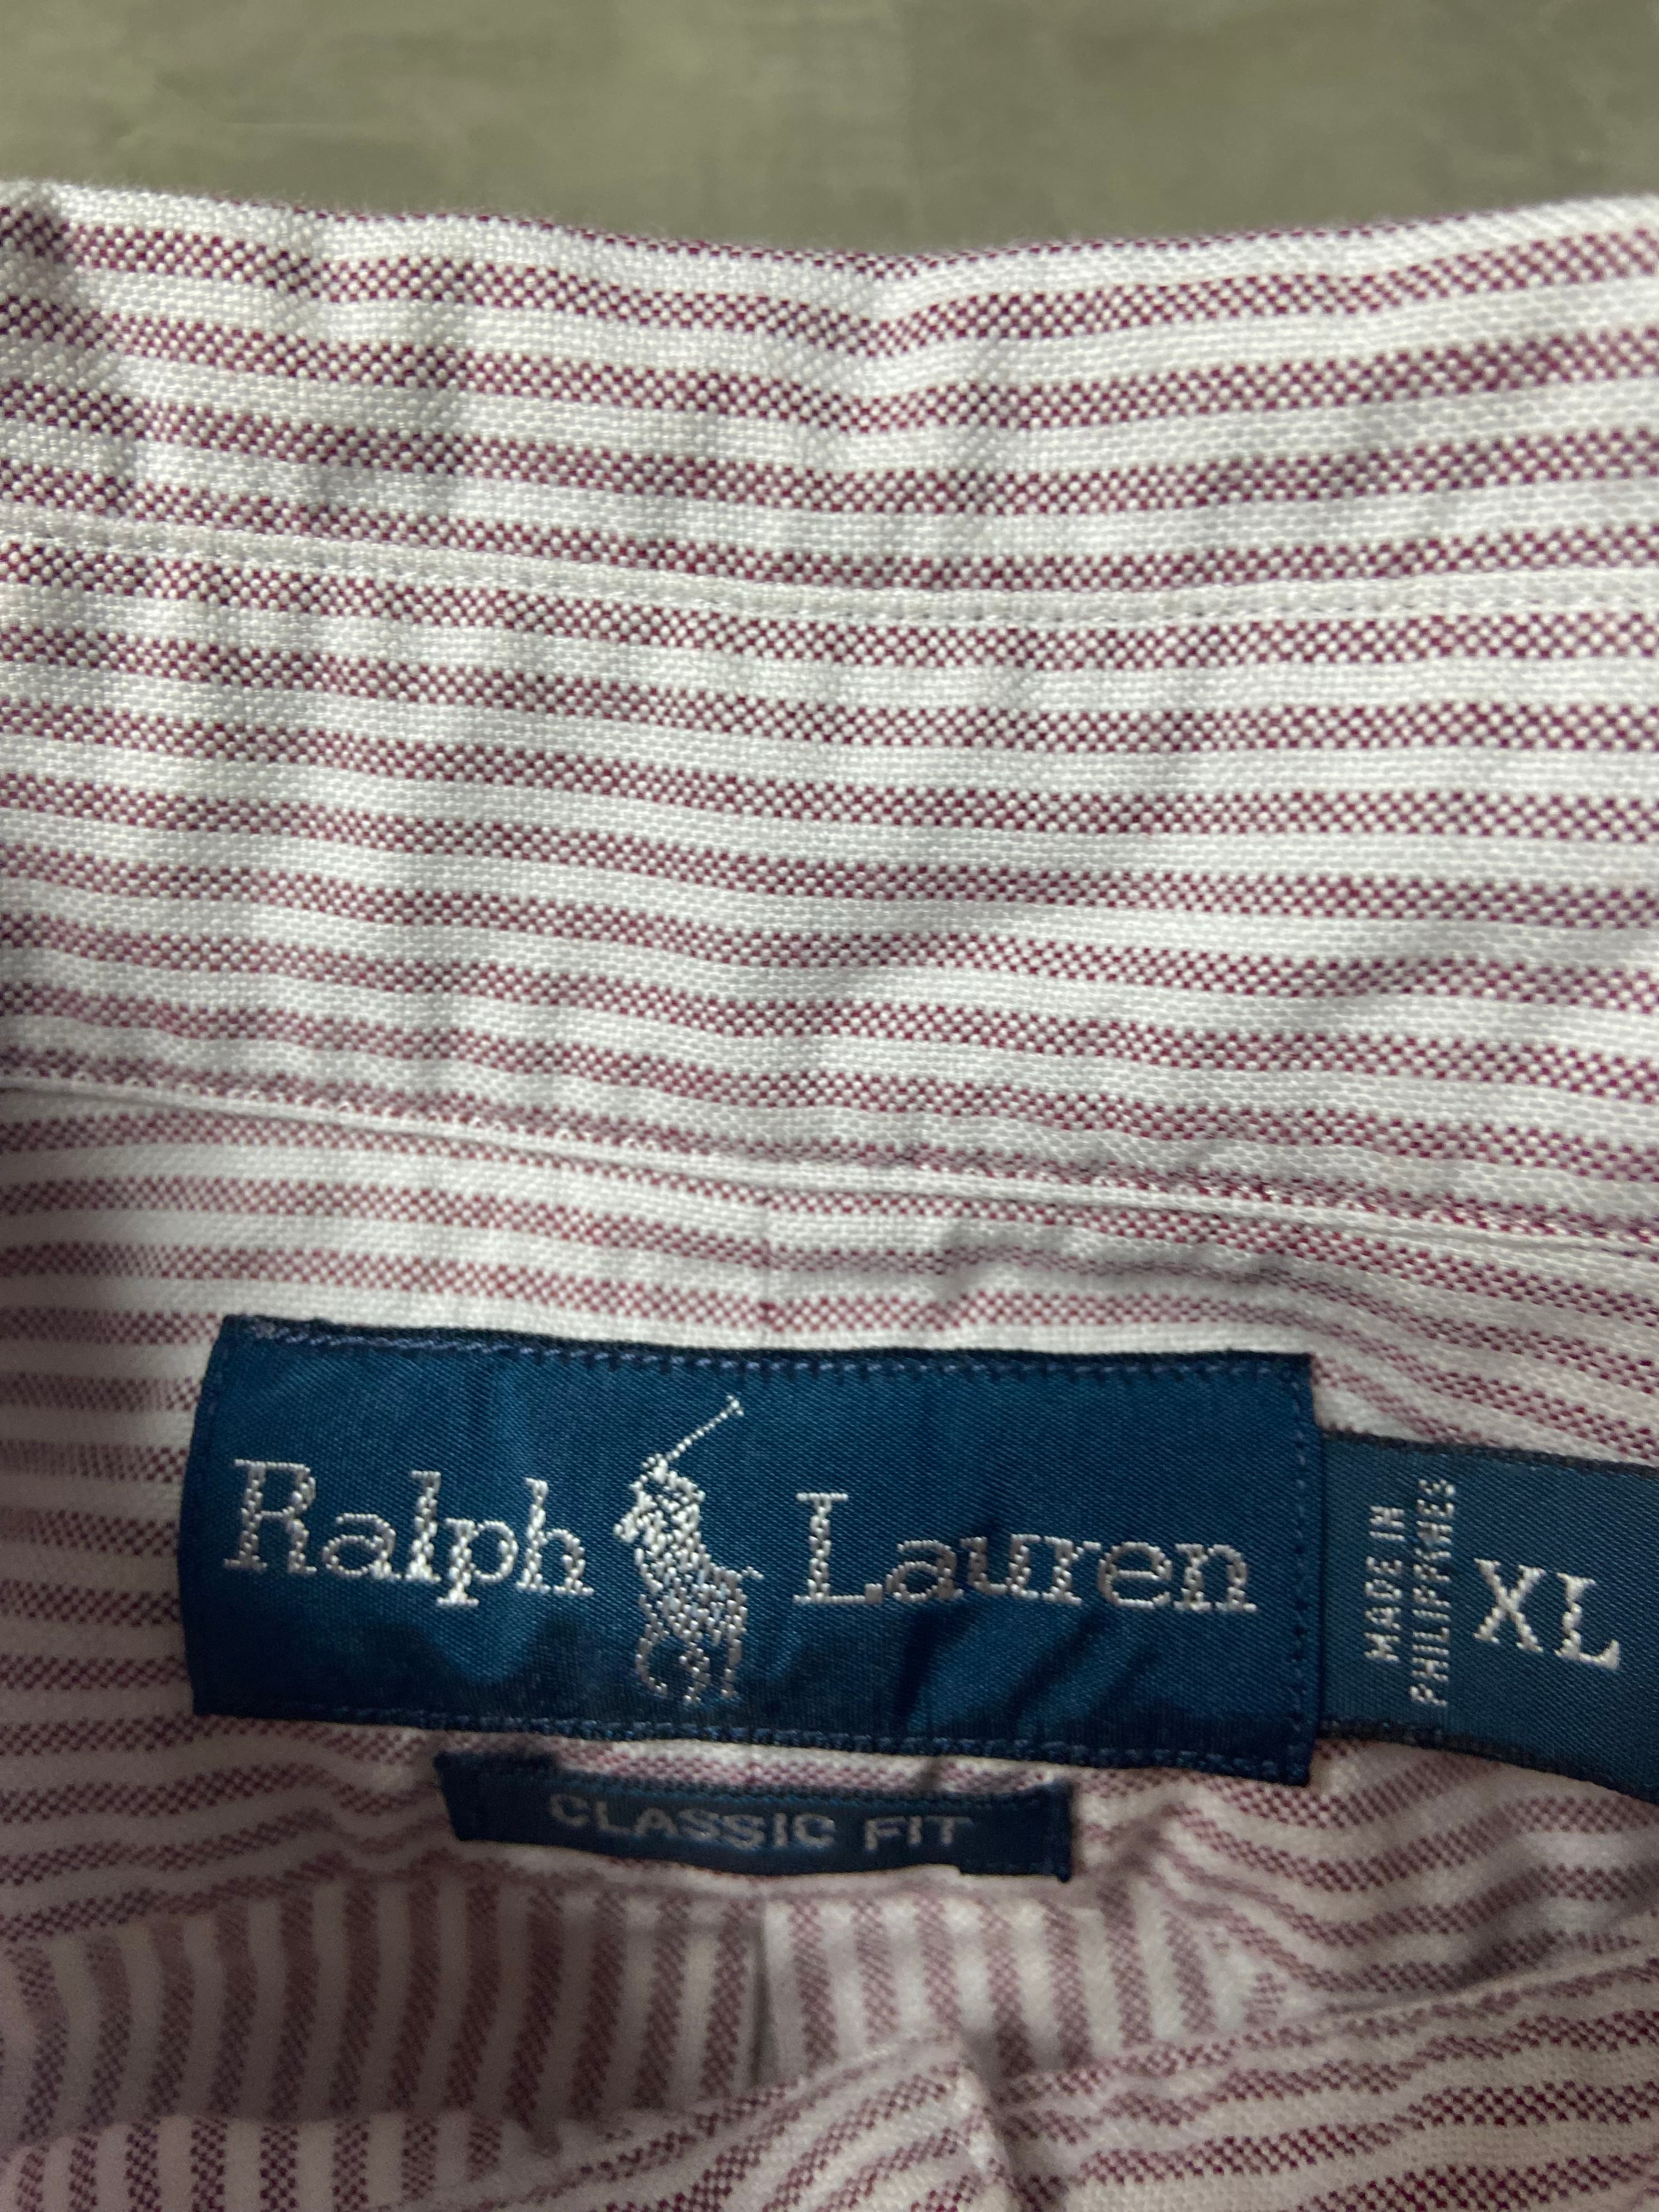 Ralph Lauren
MADE IN
PHILIPPINES
XL
CLASSIC FIT